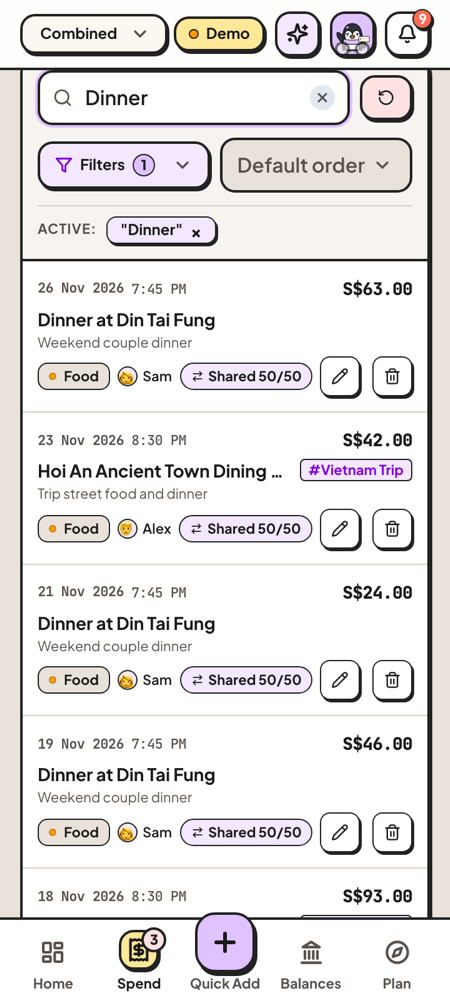 Combined
Demo
9
Dinner
Filters 1
Default order
ACTIVE: "Dinner" ×
26 Nov 2026 7:45 PM S$63.00
Dinner at Din Tai Fung
Weekend couple dinner
Food Sam Shared 50/50
23 Nov 2026 8:30 PM S$42.00
Hoi An Ancient Town Dining ... #Vietnam Trip
Trip street food and dinner
Food Alex Shared 50/50
21 Nov 2026 7:45 PM S$24.00
Dinner at Din Tai Fung
Weekend couple dinner
Food Sam Shared 50/50
19 Nov 2026 7:45 PM S$46.00
Dinner at Din Tai Fung
Weekend couple dinner
Food Sam Shared 50/50
18 Nov 2026 8:30 PM S$93.00
3
Home Spend Quick Add Balances Plan